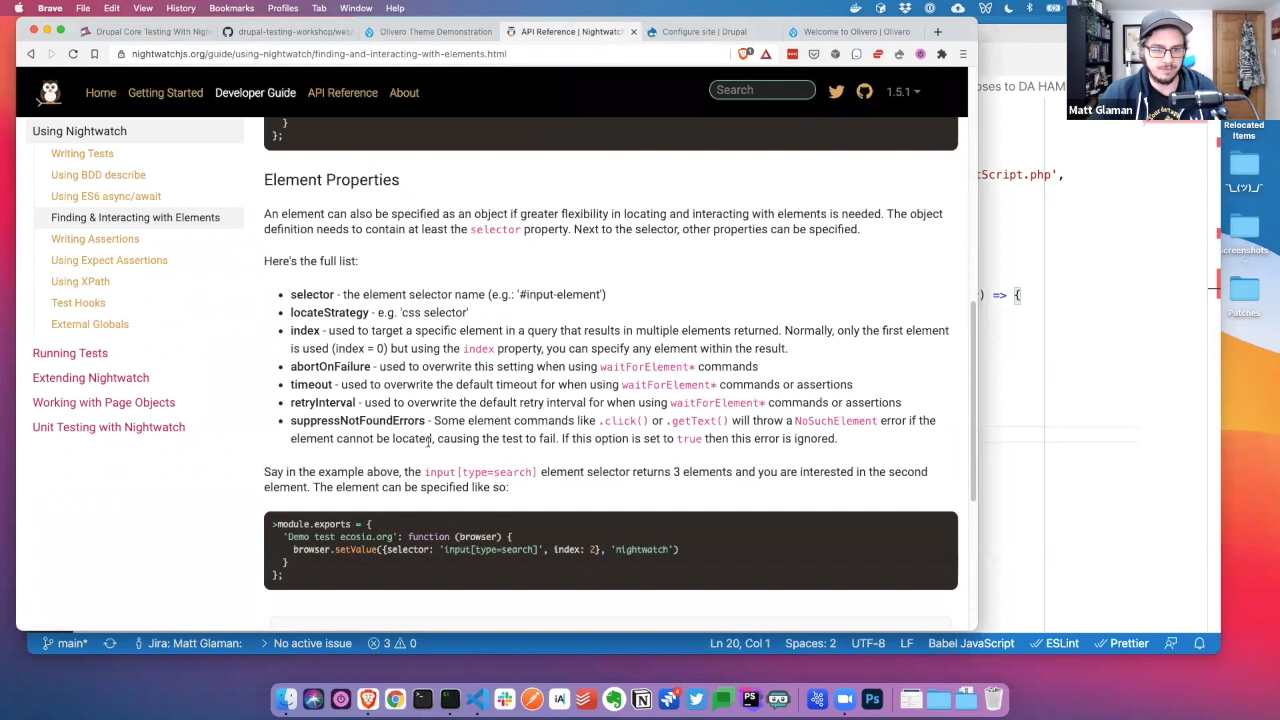 Brave File Edit View History Bookmarks Profiles Tab Window Help
Drupal Core Testing With Nigh
drupal-testing-workshop/web/
Olivero Theme Demonstration
API Reference | Nightwatch
Configure site | Drupal
Welcome to Olivero | Olivero
nightwatchjs.org/guide/using-nightwatch/finding-and-interacting-with-elements.html
Home Getting Started Developer Guide API Reference About
Search
1.5.1
oses to DA HAM
Matt Glaman
Using Nightwatch
Writing Tests
Using BDD describe
Using ES6 async/await
Finding & Interacting with Elements
Writing Assertions
Using Expect Assertions
Using XPath
Test Hooks
External Globals
Running Tests
Extending Nightwatch
Working with Page Objects
Unit Testing with Nightwatch
}
};
Element Properties
An element can also be specified as an object if greater flexibility in locating and interacting with elements is needed. The object
definition needs to contain at least the selector property. Next to the selector, other properties can be specified.
Here's the full list:
• selector - the element selector name (e.g.: '#input-element')
• locateStrategy - e.g. 'css selector'
• index - used to target a specific element in a query that results in multiple elements returned. Normally, only the first element
is used (index = 0) but using the index property, you can specify any element within the result.
• abortOnFailure - used to overwrite this setting when using waitForElement* commands
• timeout - used to overwrite the default timeout for when using waitForElement* commands or assertions
• retryInterval - used to overwrite the default retry interval for when using waitForElement* commands or assertions
• suppressNotFoundErrors - Some element commands like .click() or .getText() will throw a NoSuchElement error if the
element cannot be located, causing the test to fail. If this option is set to true then this error is ignored.
Say in the example above, the input[type=search] element selector returns 3 elements and you are interested in the second
element. The element can be specified like so:
>module.exports = {
'Demo test ecosia.org': function (browser) {
browser.setValue({selector: 'input[type=search]', index: 2}, 'nightwatch')
}
};
tScript.php',
) => {
Relocated
Items
¯\_(ツ)_/¯
Screenshots
Patches
main* Jira: Matt Glaman: No active issue 3 0 Ln 20, Col 1 Spaces: 2 UTF-8 LF Babel JavaScript ESLint Prettier